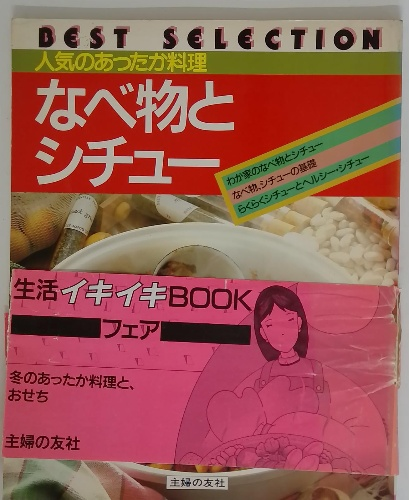 BEST SELECTION
人気のあったか料理
なべ物と
シチュー
わが家のなべ物とシチュー
なべ物、シチューの基礎
らくらくシチューとヘルシー・シチュー
生活イキイキBOOK
フェア
冬のあったか料理と、
おせち
主婦の友社
主婦の友社